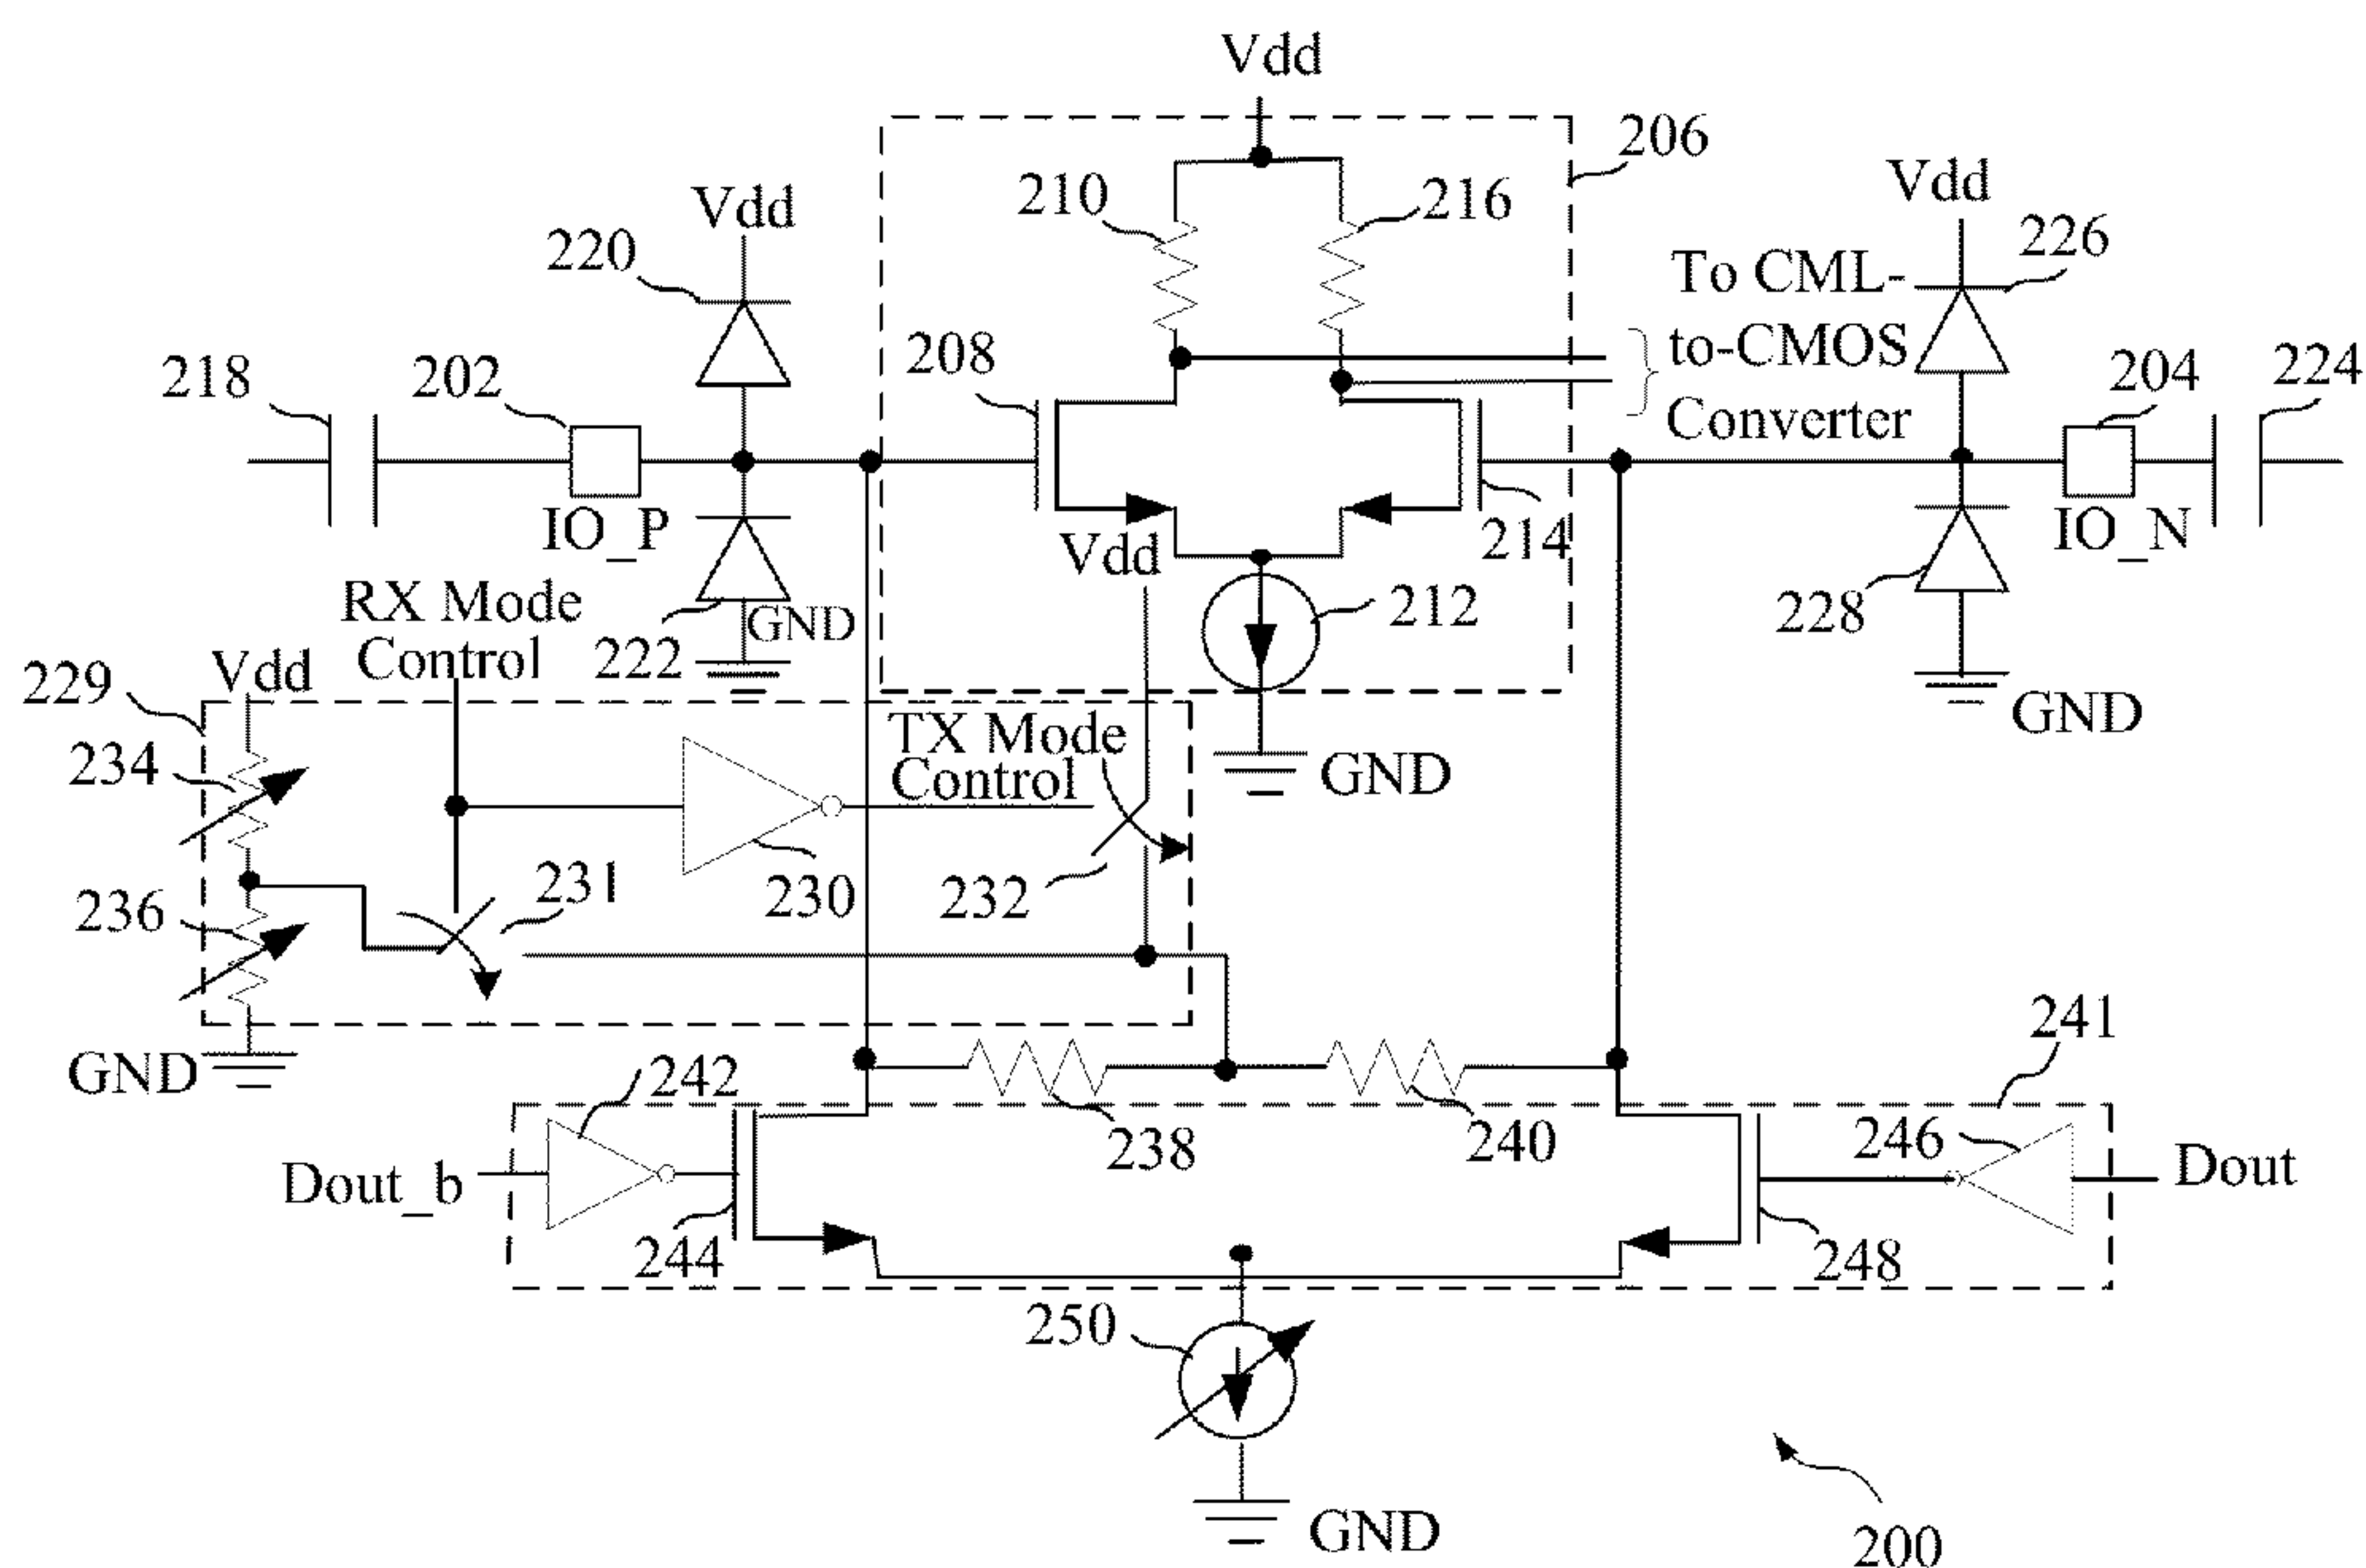 Vdd
206
210
216
Vdd
Vdd
220
To CML-
226
208
to-CMOS
218
202
204
224
Converter
IO_P
IO_N
Vdd
214
RX Mode
Control
222
GND
212
228
229
Vdd
GND
TX Mode
Control
234
GND
231
236
230
232
241
GND
242
238
240
246
Dout_b
Dout
244
248
250
GND
200